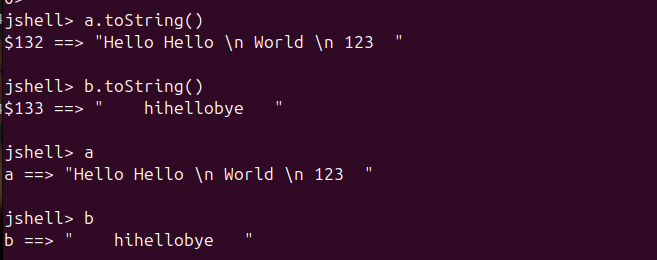 jshell> a.toString()
$132 ==> "Hello Hello \n World \n 123  "
jshell> b.toString()
$133 ==> "    hihellobye   "
jshell> a
a ==> "Hello Hello \n World \n 123  "
jshell> b
b ==> "    hihellobye   "